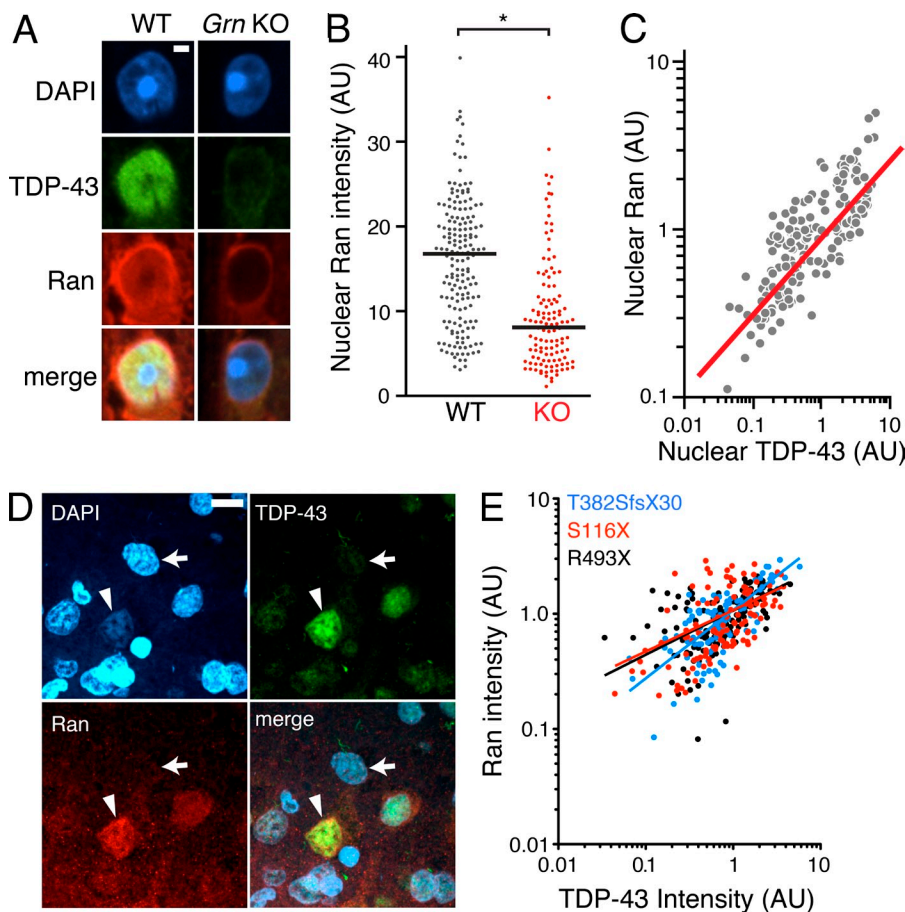 A
WT
Grn KO
DAPI
TDP-43
Ran
merge
B
*
Nuclear Ran intensity (AU)
40
30
20
10
0
WT
KO
C
Nuclear Ran (AU)
10
1
0.1
0.01
0.1
1
10
Nuclear TDP-43 (AU)
D
DAPI
TDP-43
Ran
merge
E
T382SfsX30
S116X
R493X
Ran intensity (AU)
10
1.0
0.1
0.01
0.1
1
10
TDP-43 Intensity (AU)